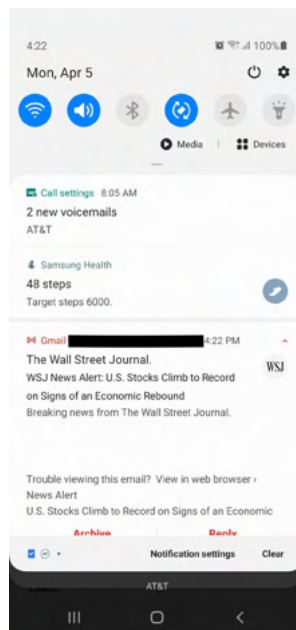 4:22
100%
Mon, Apr 5
Media
Devices
Call settings 8:05 AM
2 new voicemails
AT&T
Samsung Health
48 steps
Target steps 6000.
Gmail 4:22 PM
The Wall Street Journal.
WSJ
WSJ News Alert: U.S. Stocks Climb to Record
on Signs of an Economic Rebound
Breaking news from The Wall Street Journal.
Trouble viewing this email? View in web browser ›
News Alert
U.S. Stocks Climb to Record on Signs of an Economic
Archive
Reply
Notification settings
Clear
AT&T